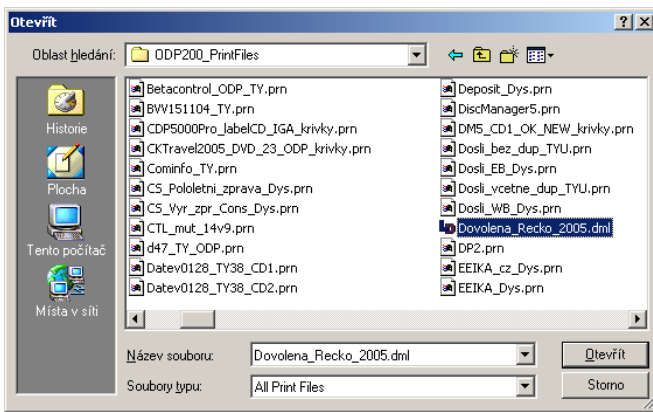 Otevřít
Oblast hledání: ODP200_PrintFiles
Historie
Plocha
Tento počítač
Místa v síti
Betacontrol_ODP_TY.prn
BVV151104_TY.prn
CDP5000Pro_labelCD_IGA_krivky.prn
CKTravel2005_DVD_23_ODP_krivky.prn
Cominfo_TY.prn
CS_Pololetni_zprava_Dys.prn
CS_Vyr_zpr_Cons_Dys.prn
CTL_mut_14v9.prn
d47_TY_ODP.prn
Datev0128_TY38_CD1.prn
Datev0128_TY38_CD2.prn
Deposit_Dys.prn
DiscManager5.prn
DM5_CD1_OK_NEW_krivky.prn
Dosli_bez_dup_TYU.prn
Dosli_EB_Dys.prn
Dosli_vcetne_dup_TYU.prn
Dosli_WB_Dys.prn
Dovolena_Recko_2005.dml
DP2.prn
EEIKA_cz_Dys.prn
EEIKA_Dys.prn
Název souboru: Dovolena_Recko_2005.dml Otevřít
Soubory typu: All Print Files Storno